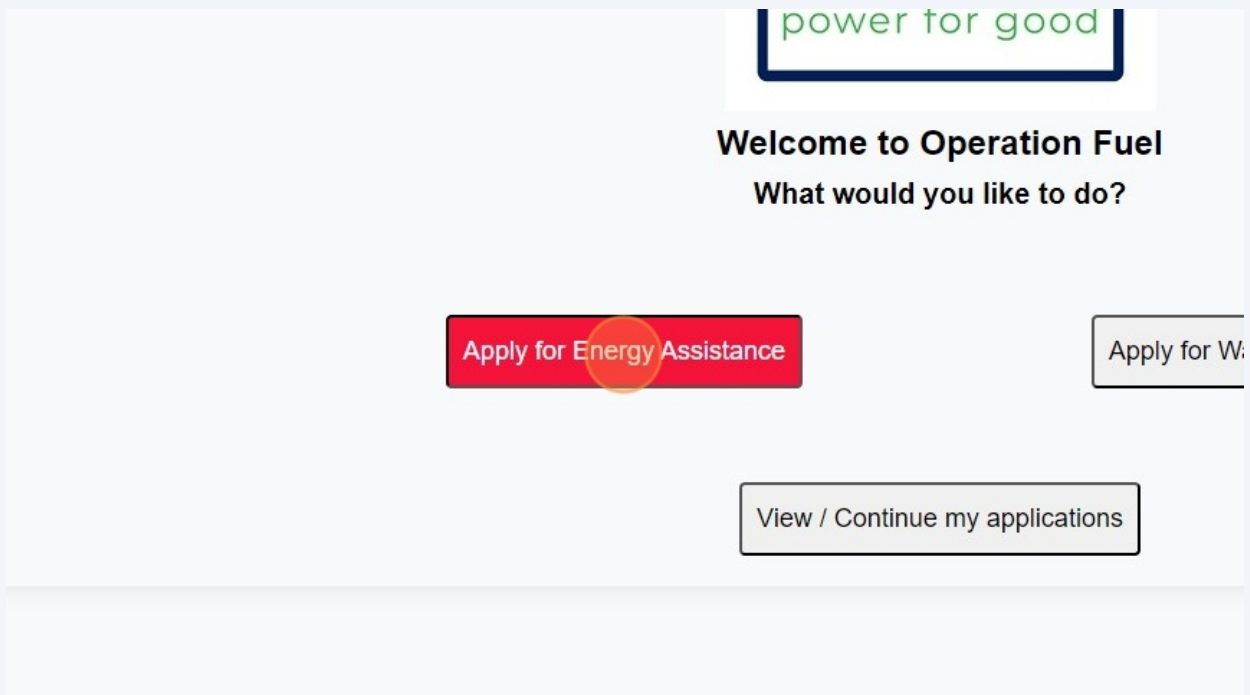 power for good
Welcome to Operation Fuel
What would you like to do?
Apply for Energy Assistance
Apply for
View / Continue my applications